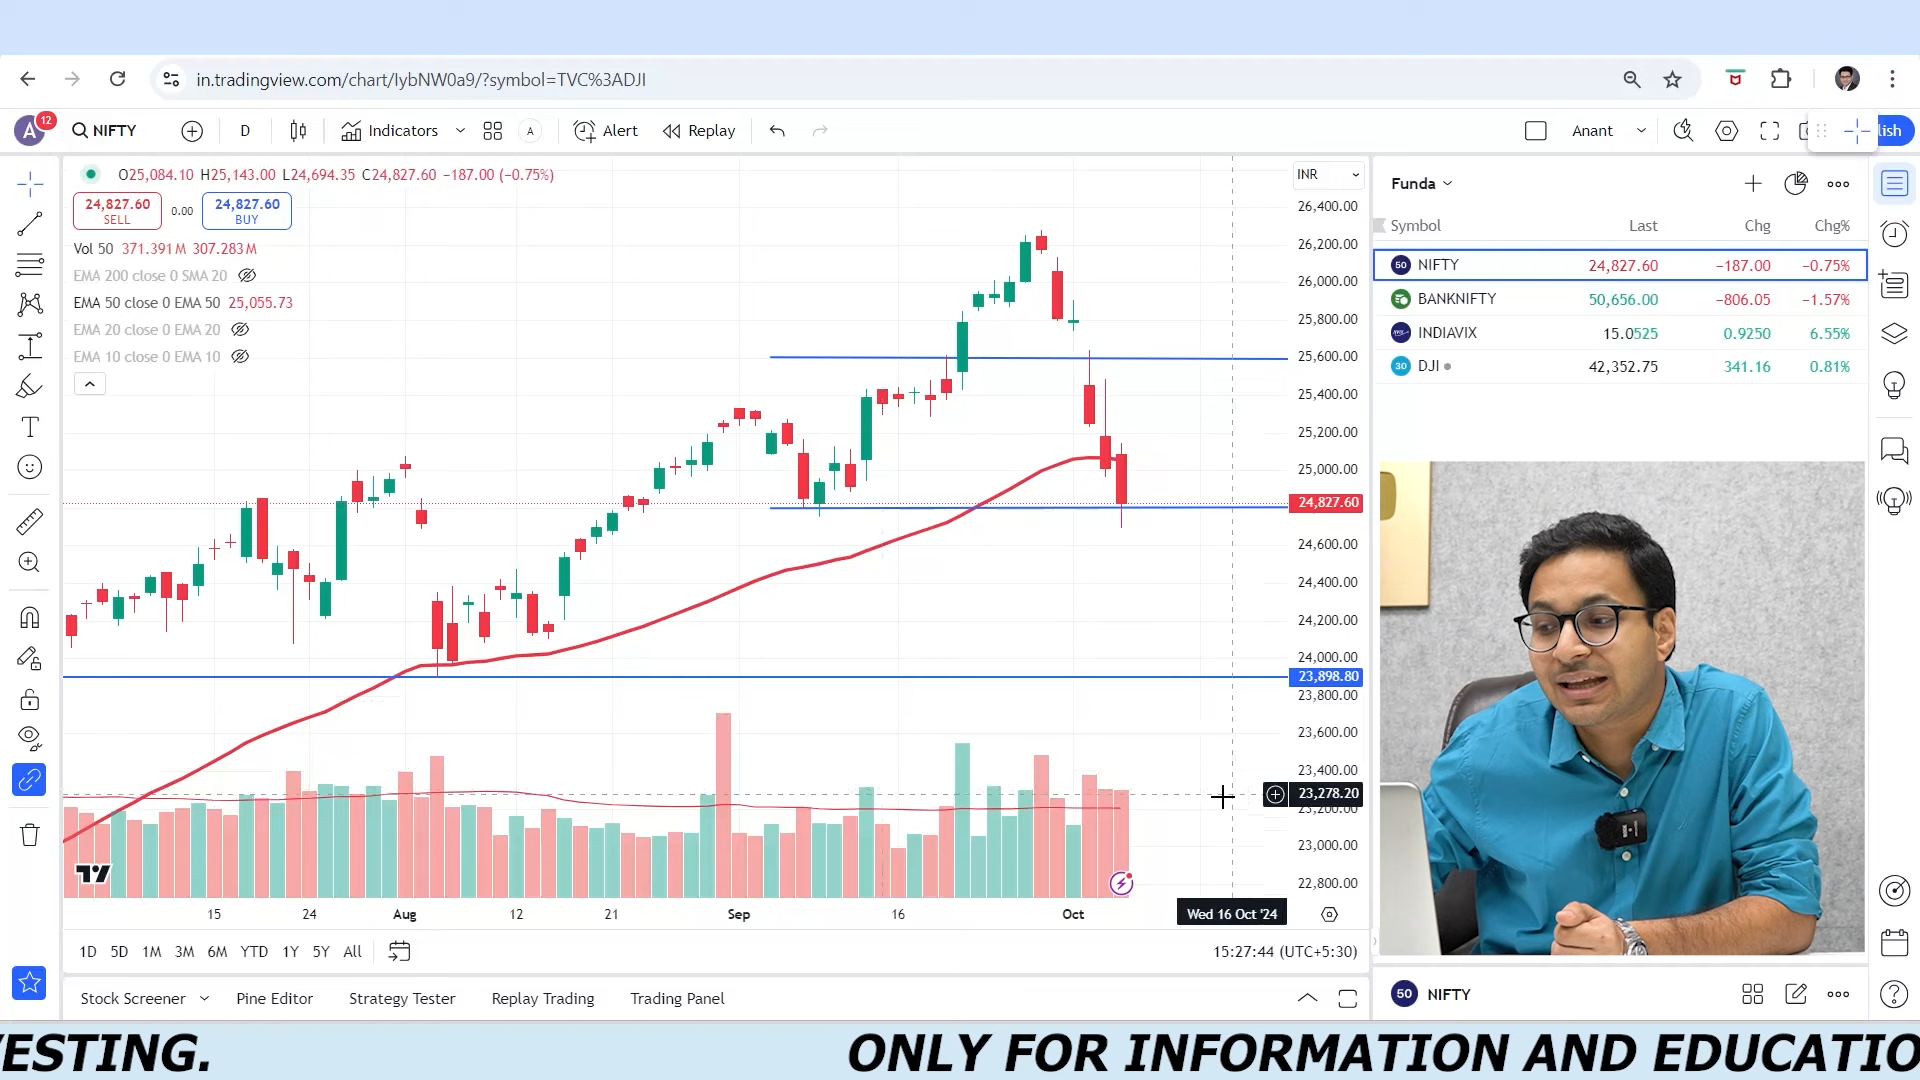 in.tradingview.com/chart/IybNW0a9/?symbol=TVC%3ADJI
A 12 NIFTY D Indicators A Alert Replay Anant lish
O25,084.10 H25,143.00 L24,694.35 C24,827.60 −187.00 (−0.75%)
24,827.60 0.00 24,827.60
SELL BUY
Vol 50 371.391M 307.283M
EMA 200 close 0 SMA 20
EMA 50 close 0 EMA 50 25,055.73
EMA 20 close 0 EMA 20
EMA 10 close 0 EMA 10
INR
26,400.00
26,200.00
26,000.00
25,800.00
25,600.00
25,400.00
25,200.00
25,000.00
24,827.60
24,600.00
24,400.00
24,200.00
24,000.00
23,898.80
23,800.00
23,600.00
23,400.00
23,278.20
23,200.00
23,000.00
22,800.00
15 24 Aug 12 21 Sep 16 Oct Wed 16 Oct '24
1D 5D 1M 3M 6M YTD 1Y 5Y All 15:27:44 (UTC+5:30)
Stock Screener Pine Editor Strategy Tester Replay Trading Trading Panel
Funda
Symbol Last Chg Chg%
50 NIFTY 24,827.60 −187.00 −0.75%
BANKNIFTY 50,656.00 −806.05 −1.57%
INDIAVIX 15.0525 0.9250 6.55%
30 DJI 42,352.75 341.16 0.81%
50 NIFTY
VESTING. ONLY FOR INFORMATION AND EDUCATIO